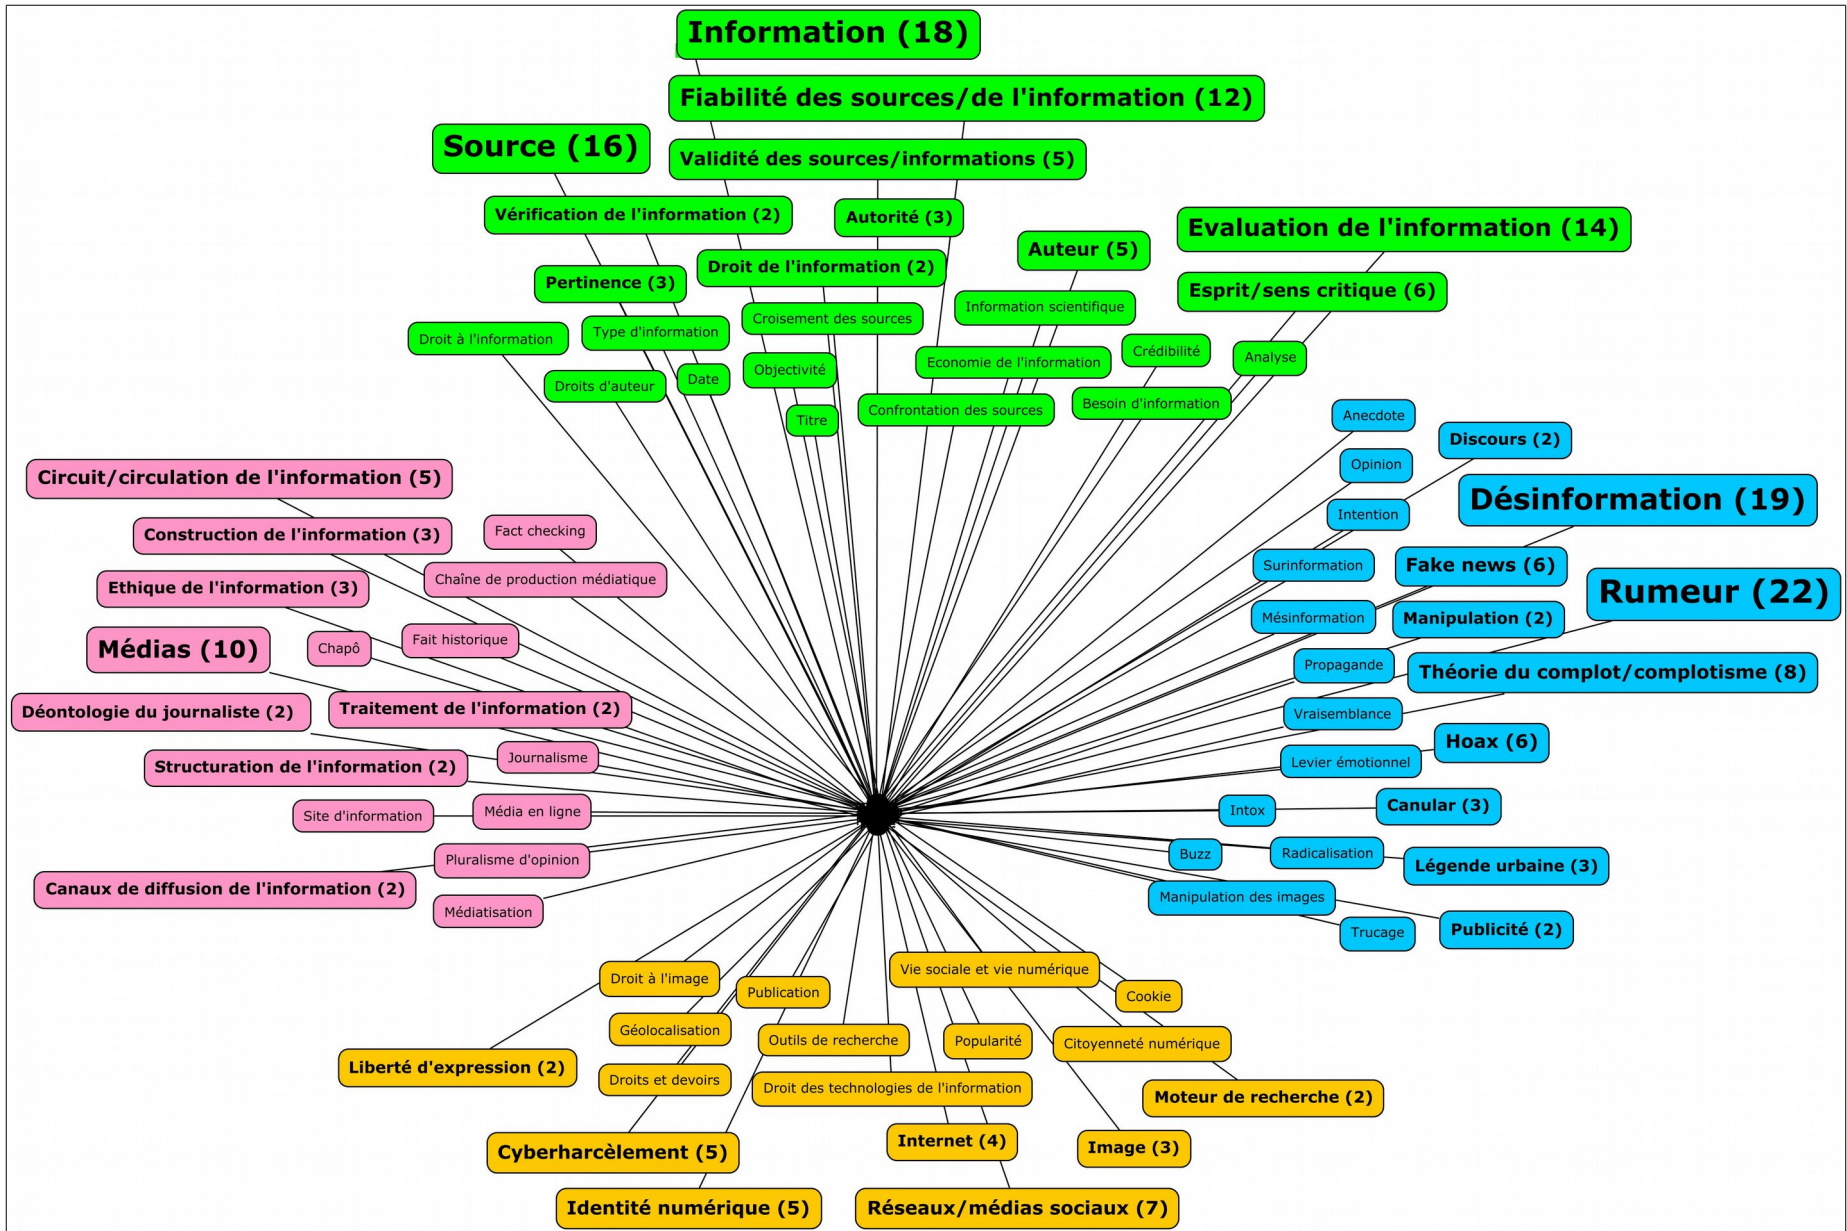 Information (18)
Fiabilité des sources/de l'information (12)
Source (16)
Validité des sources/informations (5)
Vérification de l'information (2)
Autorité (3)
Evaluation de l'information (14)
Auteur (5)
Droit de l'information (2)
Pertinence (3)
Esprit/sens critique (6)
Information scientifique
Croisement des sources
Type d'information
Droit à l'information
Crédibilité
Analyse
Economie de l'information
Objectivité
Date
Droits d'auteur
Besoin d'information
Confrontation des sources
Titre
Anecdote
Discours (2)
Opinion
Désinformation (19)
Intention
Surinformation
Fake news (6)
Rumeur (22)
Mésinformation
Manipulation (2)
Propagande
Théorie du complot/complotisme (8)
Vraisemblance
Hoax (6)
Levier émotionnel
Intox
Canular (3)
Buzz
Radicalisation
Légende urbaine (3)
Manipulation des images
Publicité (2)
Trucage
Circuit/circulation de l'information (5)
Construction de l'information (3)
Fact checking
Chaîne de production médiatique
Ethique de l'information (3)
Médias (10)
Chapô
Fait historique
Déontologie du journaliste (2)
Traitement de l'information (2)
Journalisme
Structuration de l'information (2)
Site d'information
Média en ligne
Pluralisme d'opinion
Canaux de diffusion de l'information (2)
Médiatisation
Droit à l'image
Publication
Vie sociale et vie numérique
Cookie
Géolocalisation
Outils de recherche
Popularité
Citoyenneté numérique
Liberté d'expression (2)
Droits et devoirs
Droit des technologies de l'information
Moteur de recherche (2)
Cyberharcèlement (5)
Internet (4)
Image (3)
Identité numérique (5)
Réseaux/médias sociaux (7)